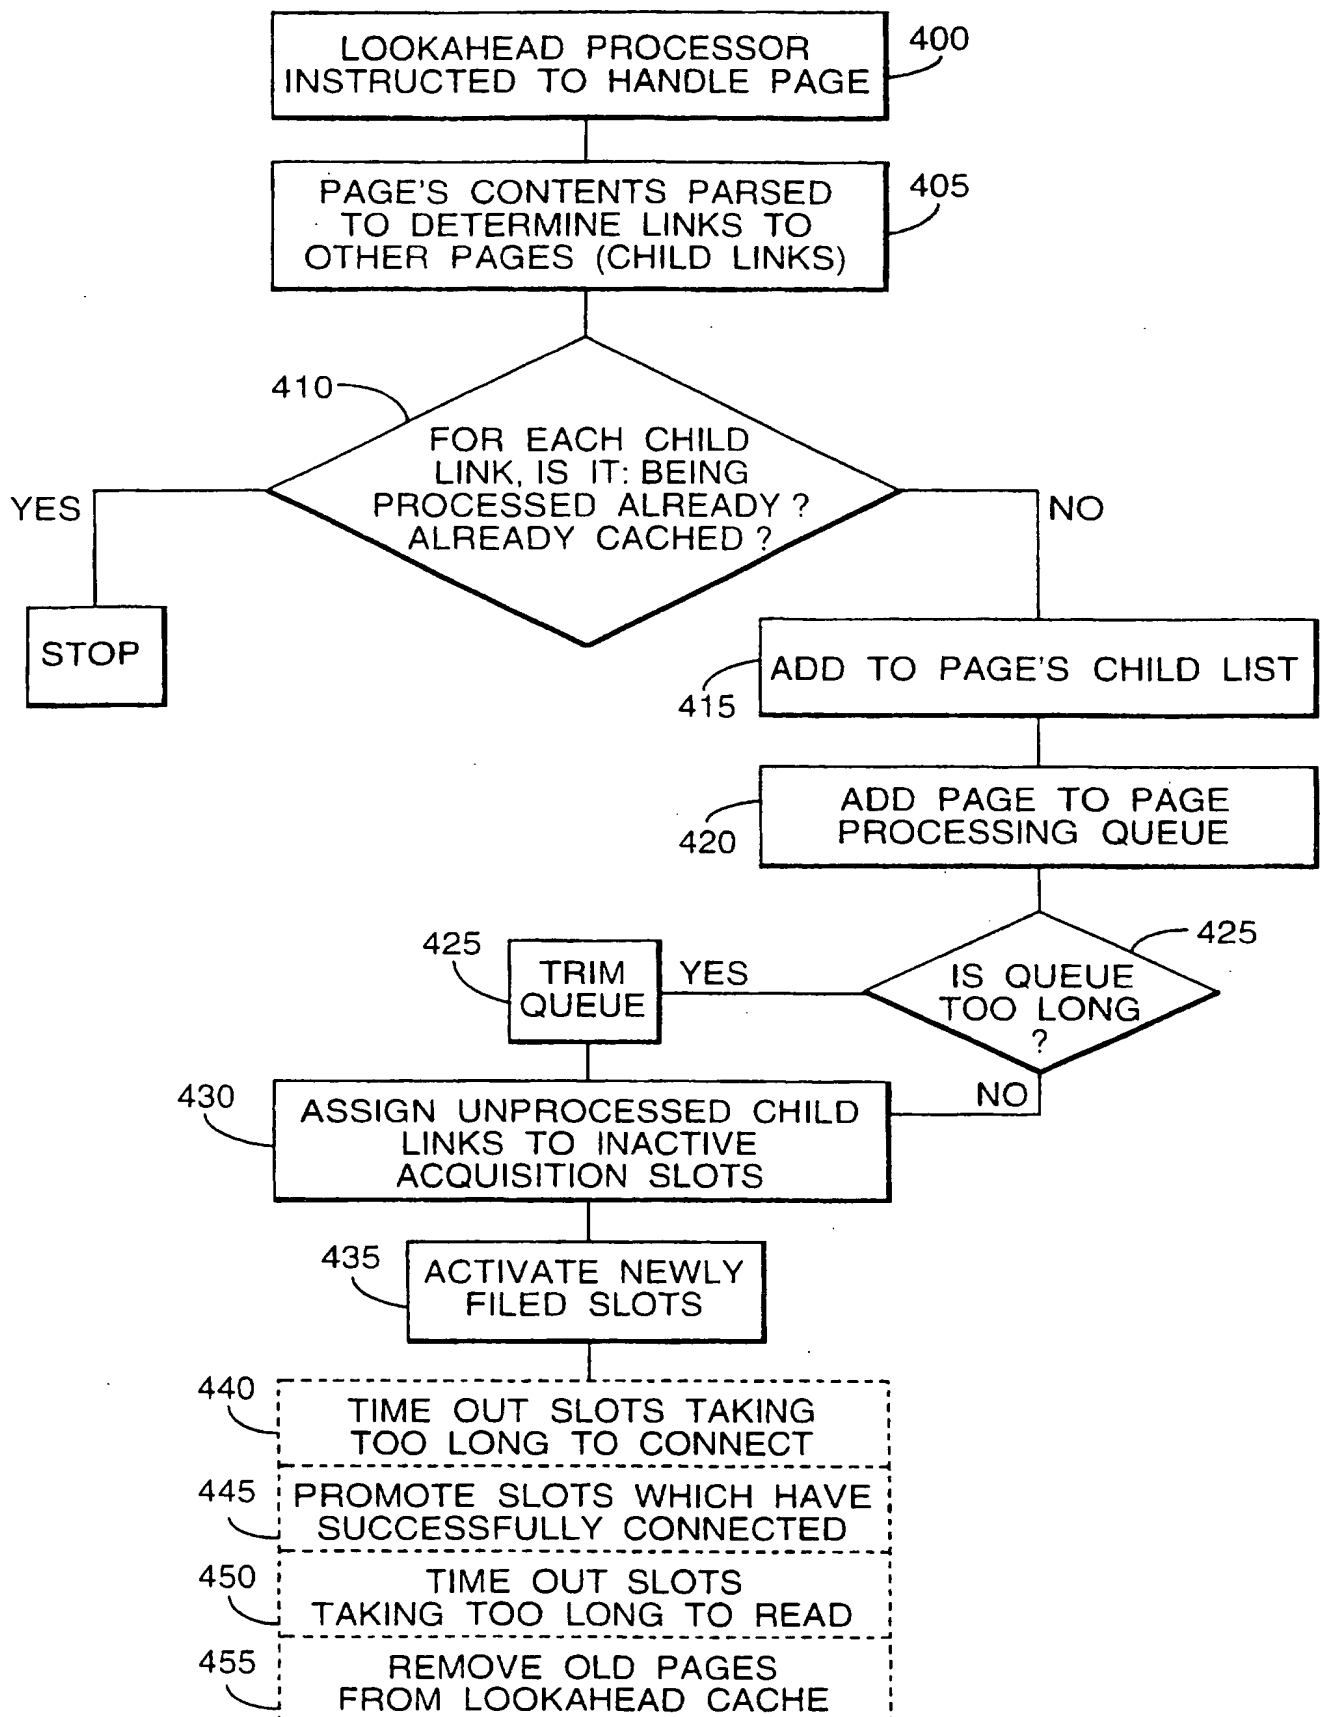 LOOKAHEAD PROCESSOR
INSTRUCTED TO HANDLE PAGE
400
PAGE'S CONTENTS PARSED
TO DETERMINE LINKS TO
OTHER PAGES (CHILD LINKS)
405
410
FOR EACH CHILD
LINK, IS IT: BEING
PROCESSED ALREADY ?
ALREADY CACHED ?
YES
NO
STOP
ADD TO PAGE'S CHILD LIST
415
ADD PAGE TO PAGE
PROCESSING QUEUE
420
425
IS QUEUE
TOO LONG
?
YES
NO
425
TRIM
QUEUE
430
ASSIGN UNPROCESSED CHILD
LINKS TO INACTIVE
ACQUISITION SLOTS
435
ACTIVATE NEWLY
FILED SLOTS
440
TIME OUT SLOTS TAKING
TOO LONG TO CONNECT
445
PROMOTE SLOTS WHICH HAVE
SUCCESSFULLY CONNECTED
450
TIME OUT SLOTS
TAKING TOO LONG TO READ
455
REMOVE OLD PAGES
FROM LOOKAHEAD CACHE